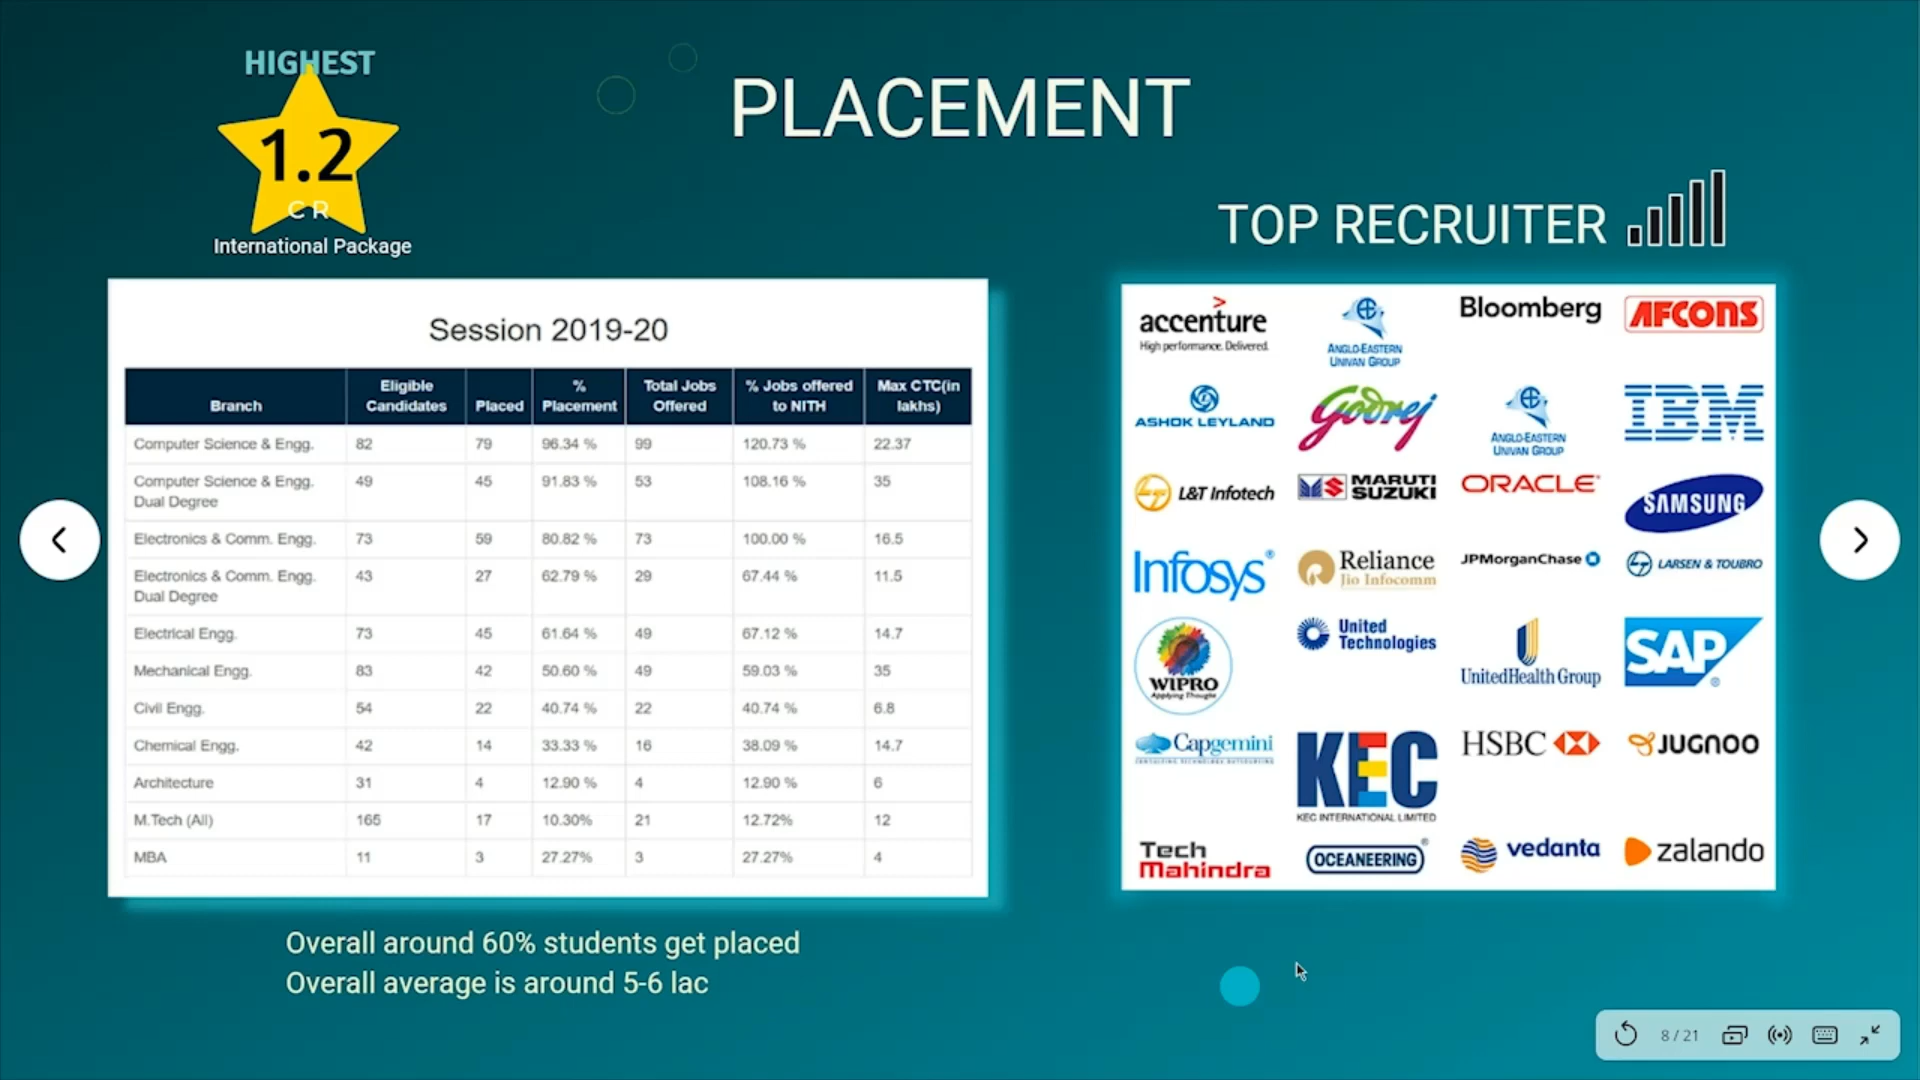 HIGHEST
1.2
CR
International Package
PLACEMENT
TOP RECRUITER
Session 2019-20
Branch Eligible Candidates Placed % Placement Total Jobs Offered % Jobs offered to NITH Max CTC(in lakhs)
Computer Science & Engg. 82 79 96.34 % 99 120.73 % 22.37
Computer Science & Engg. Dual Degree 49 45 91.83 % 53 108.16 % 35
Electronics & Comm. Engg. 73 59 80.82 % 73 100.00 % 16.5
Electronics & Comm. Engg. Dual Degree 43 27 62.79 % 29 67.44 % 11.5
Electrical Engg. 73 45 61.64 % 49 67.12 % 14.7
Mechanical Engg. 83 42 50.60 % 49 59.03 % 35
Civil Engg. 54 22 40.74 % 22 40.74 % 6.8
Chemical Engg. 42 14 33.33 % 16 38.09 % 14.7
Architecture 31 4 12.90 % 4 12.90 % 6
M.Tech (All) 165 17 10.30% 21 12.72% 12
MBA 11 3 27.27% 3 27.27% 4
Overall around 60% students get placed
Overall average is around 5-6 lac
accenture
High performance. Delivered.
ANGLO-EASTERN
UNIVAN GROUP
Bloomberg
AFCONS
ASHOK LEYLAND
Godrej
ANGLO-EASTERN
UNIVAN GROUP
IBM
L&T Infotech
MARUTI
SUZUKI
ORACLE
SAMSUNG
Infosys
Reliance
Jio Infocomm
JPMorganChase
LARSEN & TOUBRO
WIPRO
Applying Thought
United
Technologies
UnitedHealth Group
SAP
Capgemini
CONSULTING TECHNOLOGY OUTSOURCING
KEC
KEC INTERNATIONAL LIMITED
HSBC
JUGNOO
Tech
Mahindra
OCEANEERING
vedanta
zalando
8 / 21